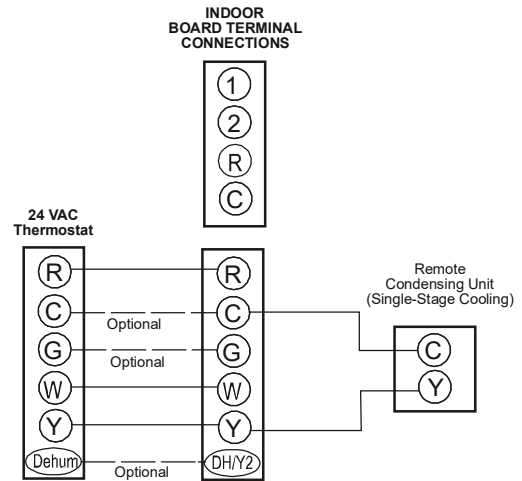 INDOOR
BOARD TERMINAL
CONNECTIONS
1
2
R
C
24 VAC
Thermostat
R
C
G
W
Y
Dehum
Optional
Optional
Optional
R
C
G
W
Y
DH/Y2
Remote
Condensing Unit
(Single-Stage Cooling)
C
Y